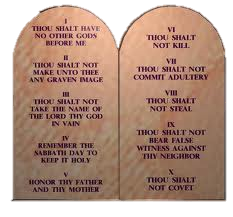 I
THOU SHALT HAVE
NO OTHER GODS
BEFORE ME
II
THOU SHALT NOT
MAKE UNTO THEE
ANY GRAVEN IMAGE
III
THOU SHALT NOT
TAKE THE NAME OF
THE LORD THY GOD
IN VAIN
IV
REMEMBER THE
SABBATH DAY TO
KEEP IT HOLY
V
HONOR THY FATHER
AND THY MOTHER
VI
THOU SHALT
NOT KILL
VII
THOU SHALT NOT
COMMIT ADULTERY
VIII
THOU SHALT
NOT STEAL
IX
THOU SHALT NOT
BEAR FALSE
WITNESS AGAINST
THY NEIGHBOR
X
THOU SHALT
NOT COVET